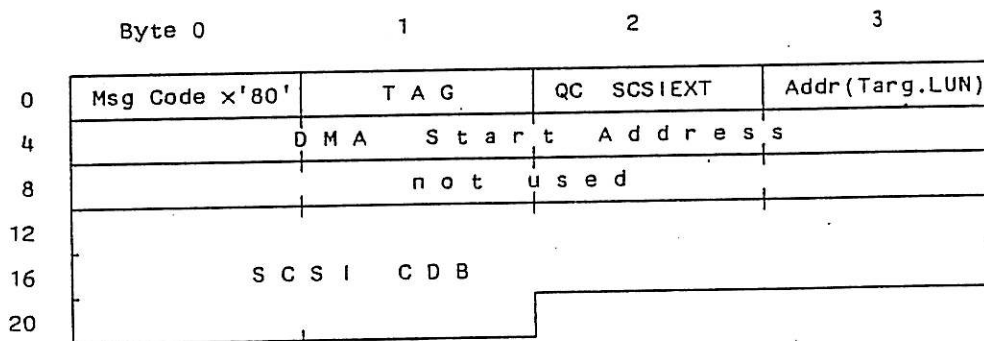 Byte 0 1 2 3
0 Msg Code x'80' T A G QC SCSIEXT Addr(Targ.LUN)
4 D M A S t a r t A d d r e s s
8 n o t u s e d
12
16 S C S I C D B
20